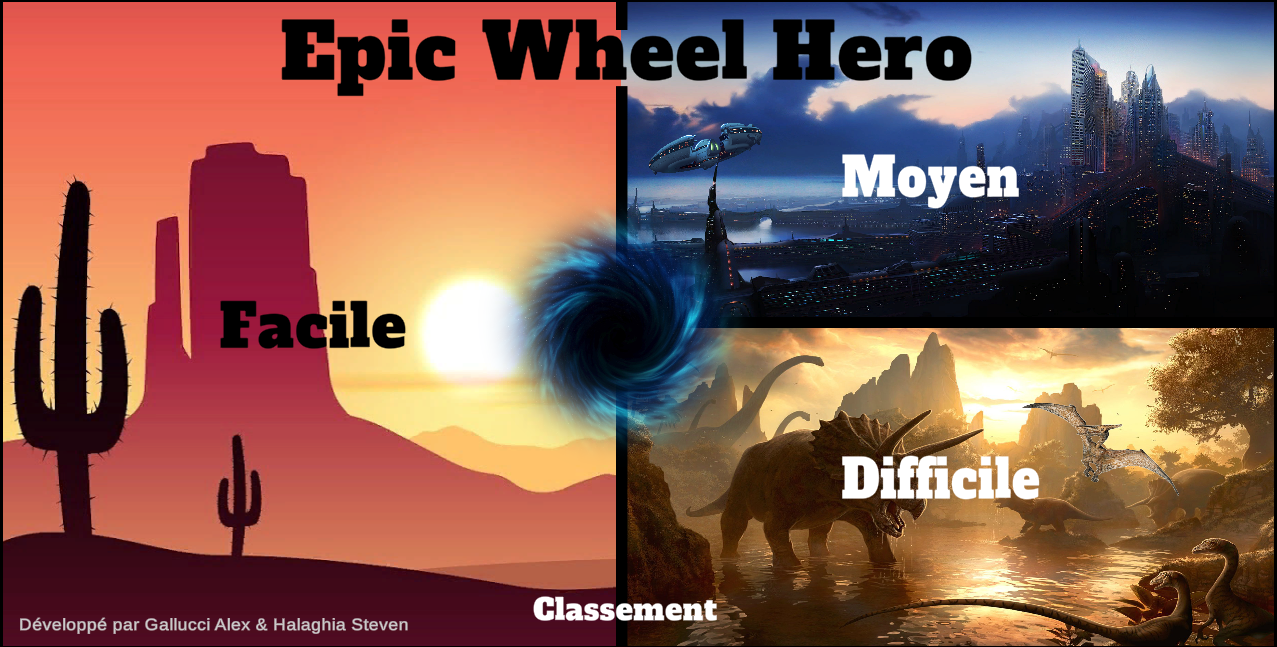 Epic Wheel Hero
Moyen
Facile
Difficile
Classement
Développé par Gallucci Alex & Halaghia Steven